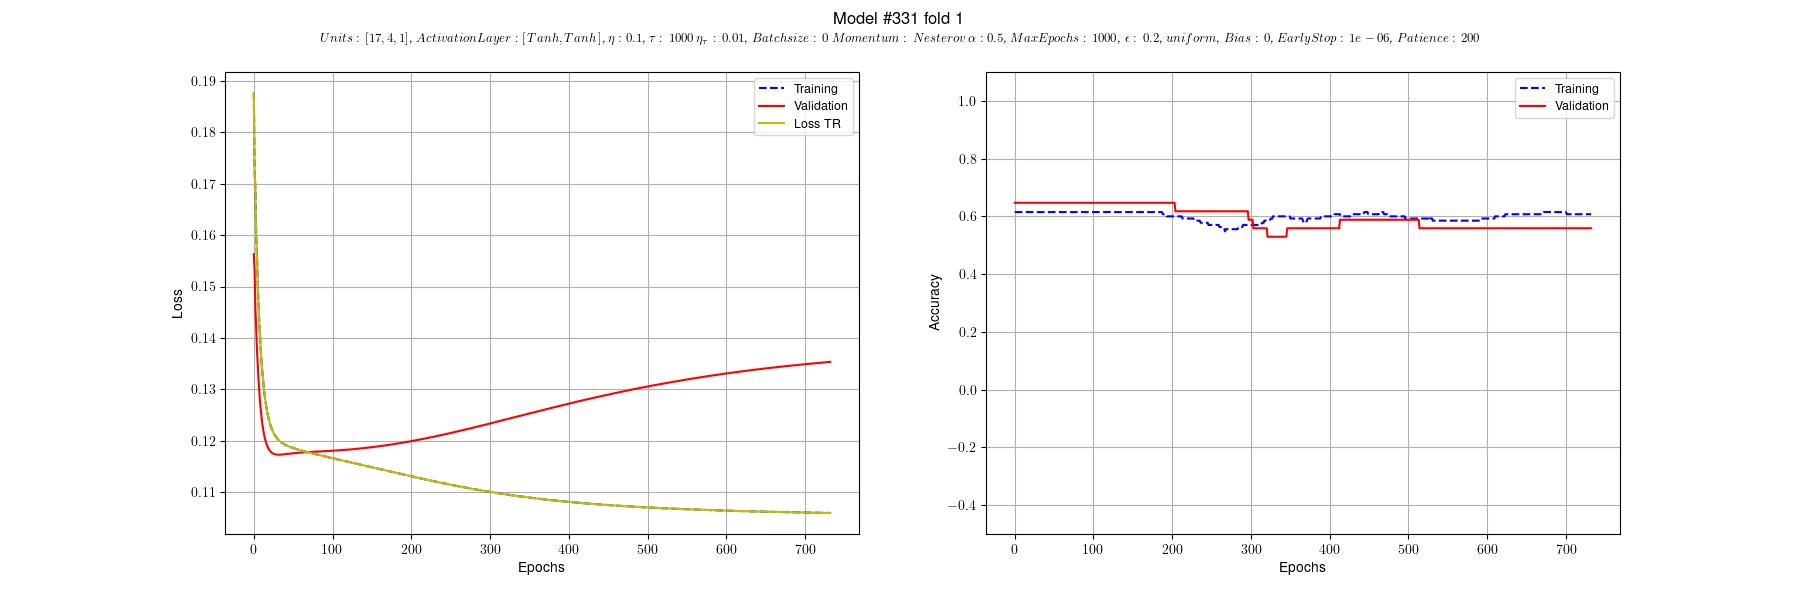 Model #331 fold 1
Units : [17, 4, 1], ActivationLayer : [Tanh, Tanh], η : 0.1, τ : 1000 ητ : 0.01, Batchsize : 0 Momentum : Nesterov α : 0.5, MaxEpochs : 1000, ϵ : 0.2, uniform, Bias : 0, EarlyStop : 1e − 06, Patience : 200
0.19
0.18
0.17
0.16
0.15
0.14
0.13
0.12
0.11
Loss
Training
Validation
Loss TR
0 100 200 300 400 500 600 700
Epochs
1.0
0.8
0.6
0.4
0.2
0.0
−0.2
−0.4
Accuracy
Training
Validation
0 100 200 300 400 500 600 700
Epochs